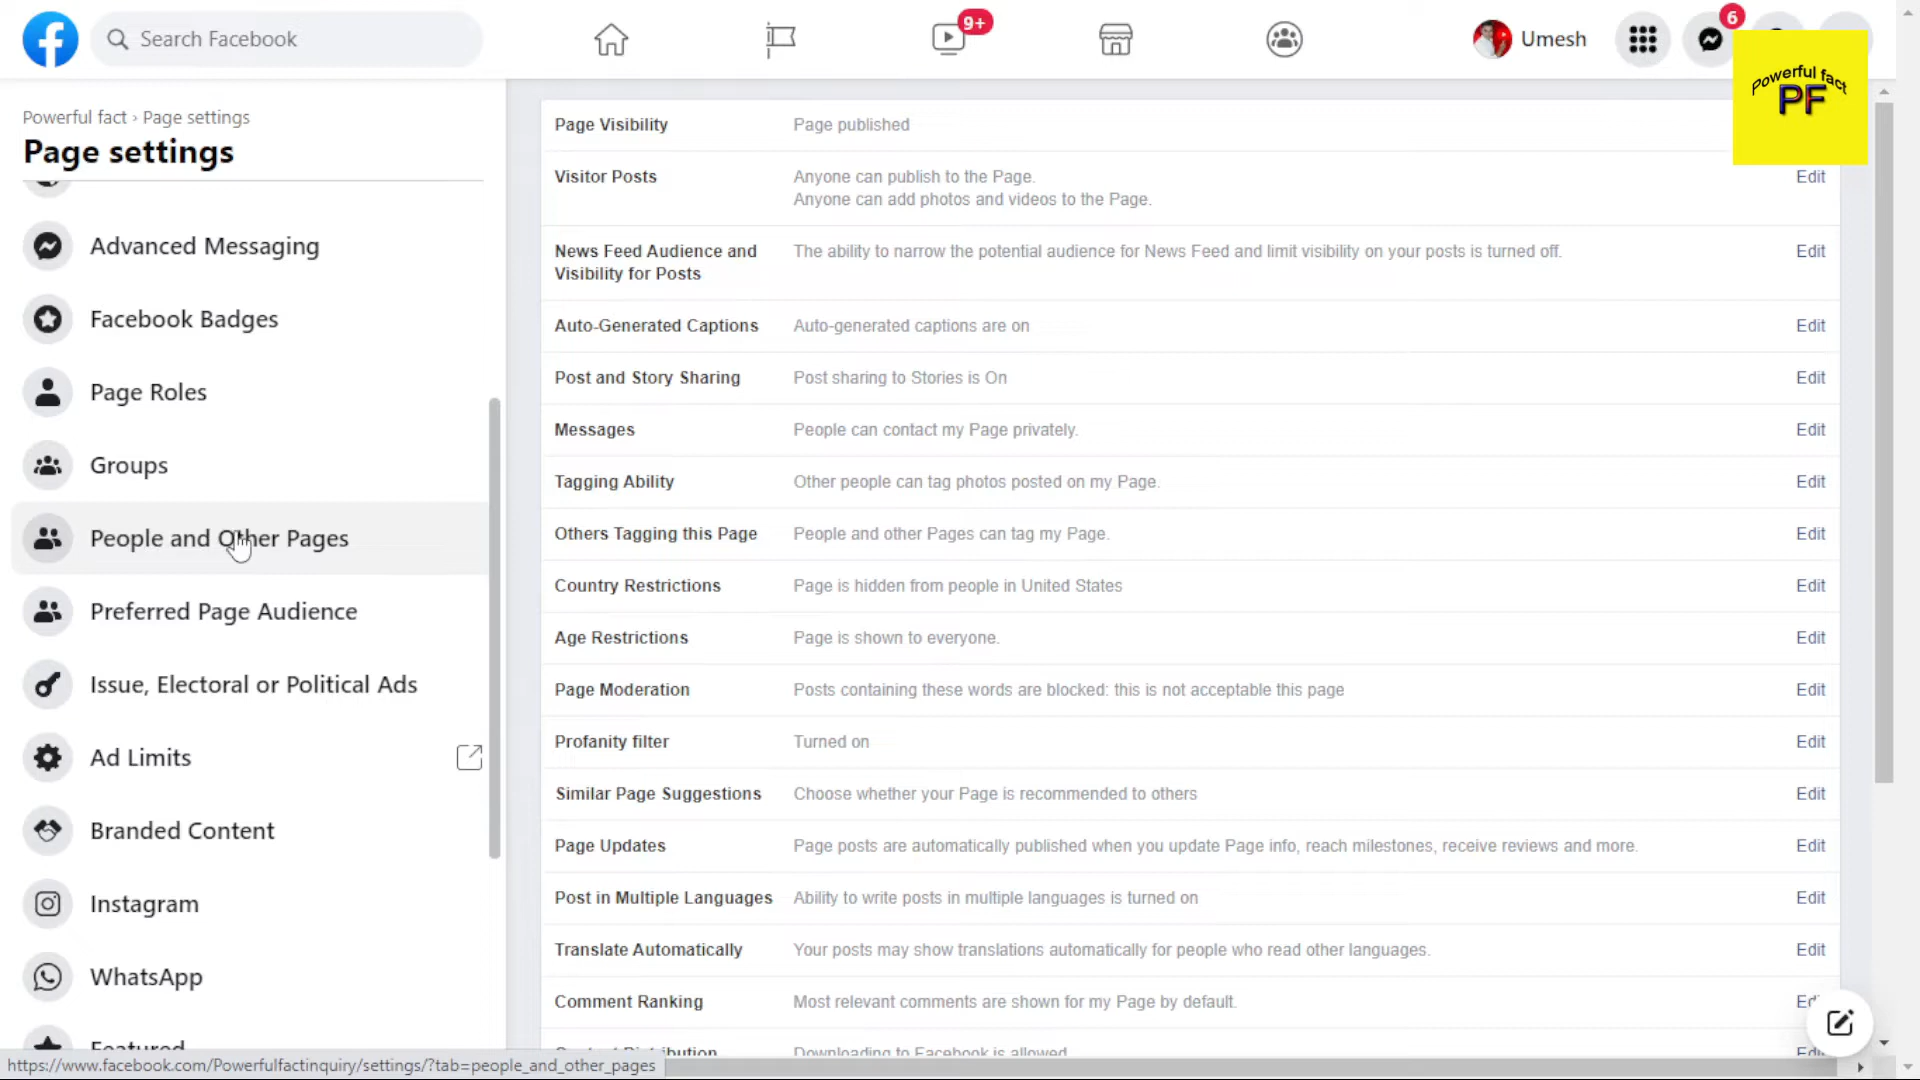 Search Facebook
9+
Umesh
6
Powerful fact
PF
Powerful fact › Page settings
Page settings
Advanced Messaging
Facebook Badges
Page Roles
Groups
People and Other Pages
Preferred Page Audience
Issue, Electoral or Political Ads
Ad Limits
Branded Content
Instagram
WhatsApp
Featured
Page Visibility Page published
Visitor Posts Anyone can publish to the Page. Edit
Anyone can add photos and videos to the Page.
News Feed Audience and The ability to narrow the potential audience for News Feed and limit visibility on your posts is turned off. Edit
Visibility for Posts
Auto-Generated Captions Auto-generated captions are on Edit
Post and Story Sharing Post sharing to Stories is On Edit
Messages People can contact my Page privately. Edit
Tagging Ability Other people can tag photos posted on my Page. Edit
Others Tagging this Page People and other Pages can tag my Page. Edit
Country Restrictions Page is hidden from people in United States Edit
Age Restrictions Page is shown to everyone. Edit
Page Moderation Posts containing these words are blocked: this is not acceptable this page Edit
Profanity filter Turned on Edit
Similar Page Suggestions Choose whether your Page is recommended to others Edit
Page Updates Page posts are automatically published when you update Page info, reach milestones, receive reviews and more. Edit
Post in Multiple Languages Ability to write posts in multiple languages is turned on Edit
Translate Automatically Your posts may show translations automatically for people who read other languages. Edit
Comment Ranking Most relevant comments are shown for my Page by default. Edit
Content Distribution Downloading to Facebook is allowed. Edit
https://www.facebook.com/Powerfulfactinquiry/settings/?tab=people_and_other_pages